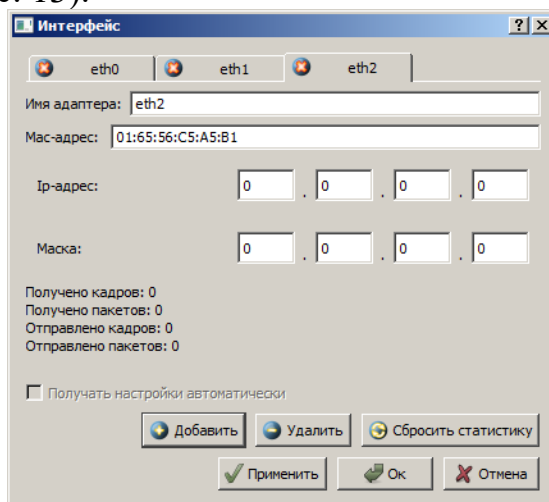 с. 13).
Интерфейс
eth0 eth1 eth2
Имя адаптера: eth2
Mac-адрес: 01:65:56:C5:A5:B1
Ip-адрес: 0 . 0 . 0 . 0
Маска: 0 . 0 . 0 . 0
Получено кадров: 0
Получено пакетов: 0
Отправлено кадров: 0
Отправлено пакетов: 0
Получать настройки автоматически
Добавить Удалить Сбросить статистику
Применить Ок Отмена